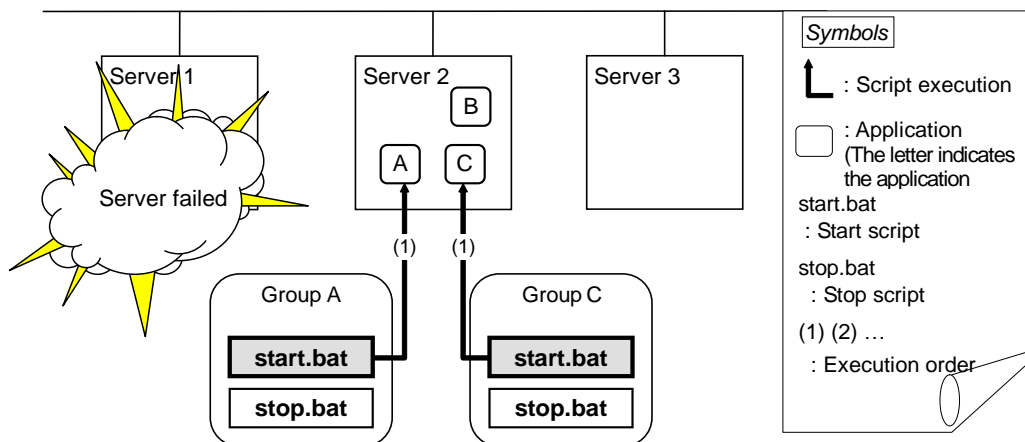 Server 1
Server 2
Server 3
B
A
C
Server failed
(1)
(1)
Group A
start.bat
stop.bat
Group C
start.bat
stop.bat
Symbols
: Script execution
: Application
(The letter indicates
the application
start.bat
: Start script
stop.bat
: Stop script
(1) (2) …
: Execution order